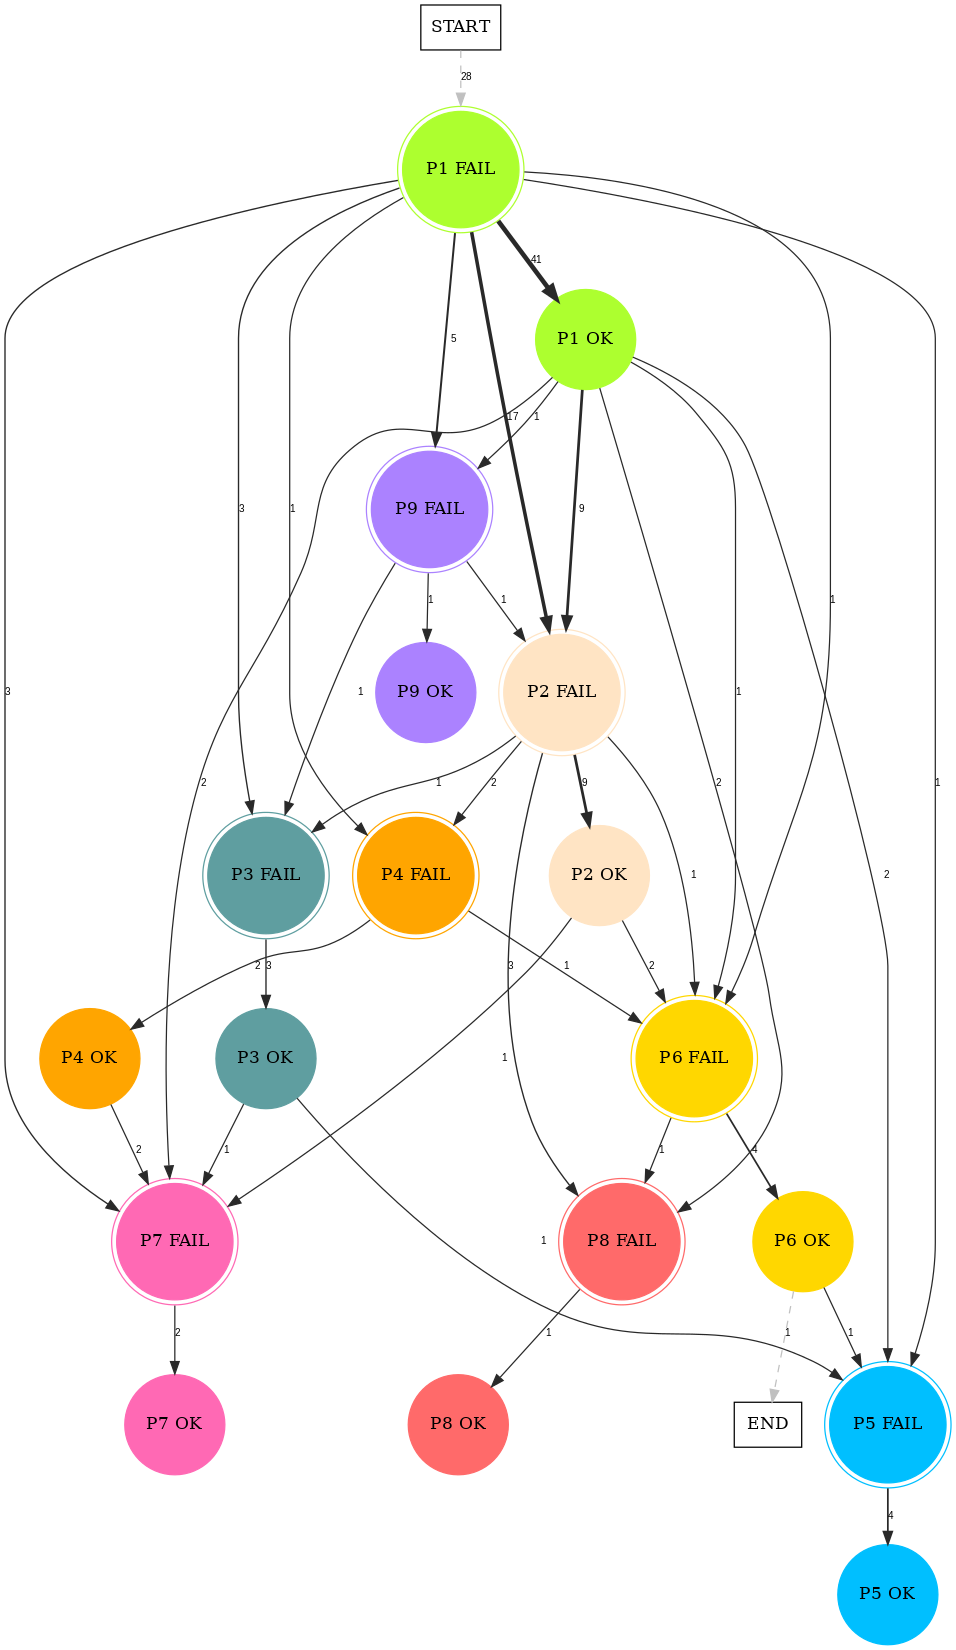 START
28
P1 FAIL
41
P1 OK
5
17
1
9
P9 FAIL
3
1
1
1
1
P9 OK
P2 FAIL
3
1
1
2
1
2
9
2
1
P3 FAIL
P4 FAIL
P2 OK
1
2
2
3
3
1
2
P4 OK
P3 OK
1
P6 FAIL
2
1
1
4
P7 FAIL
1
P8 FAIL
P6 OK
2
1
1
1
P7 OK
P8 OK
END
P5 FAIL
4
P5 OK